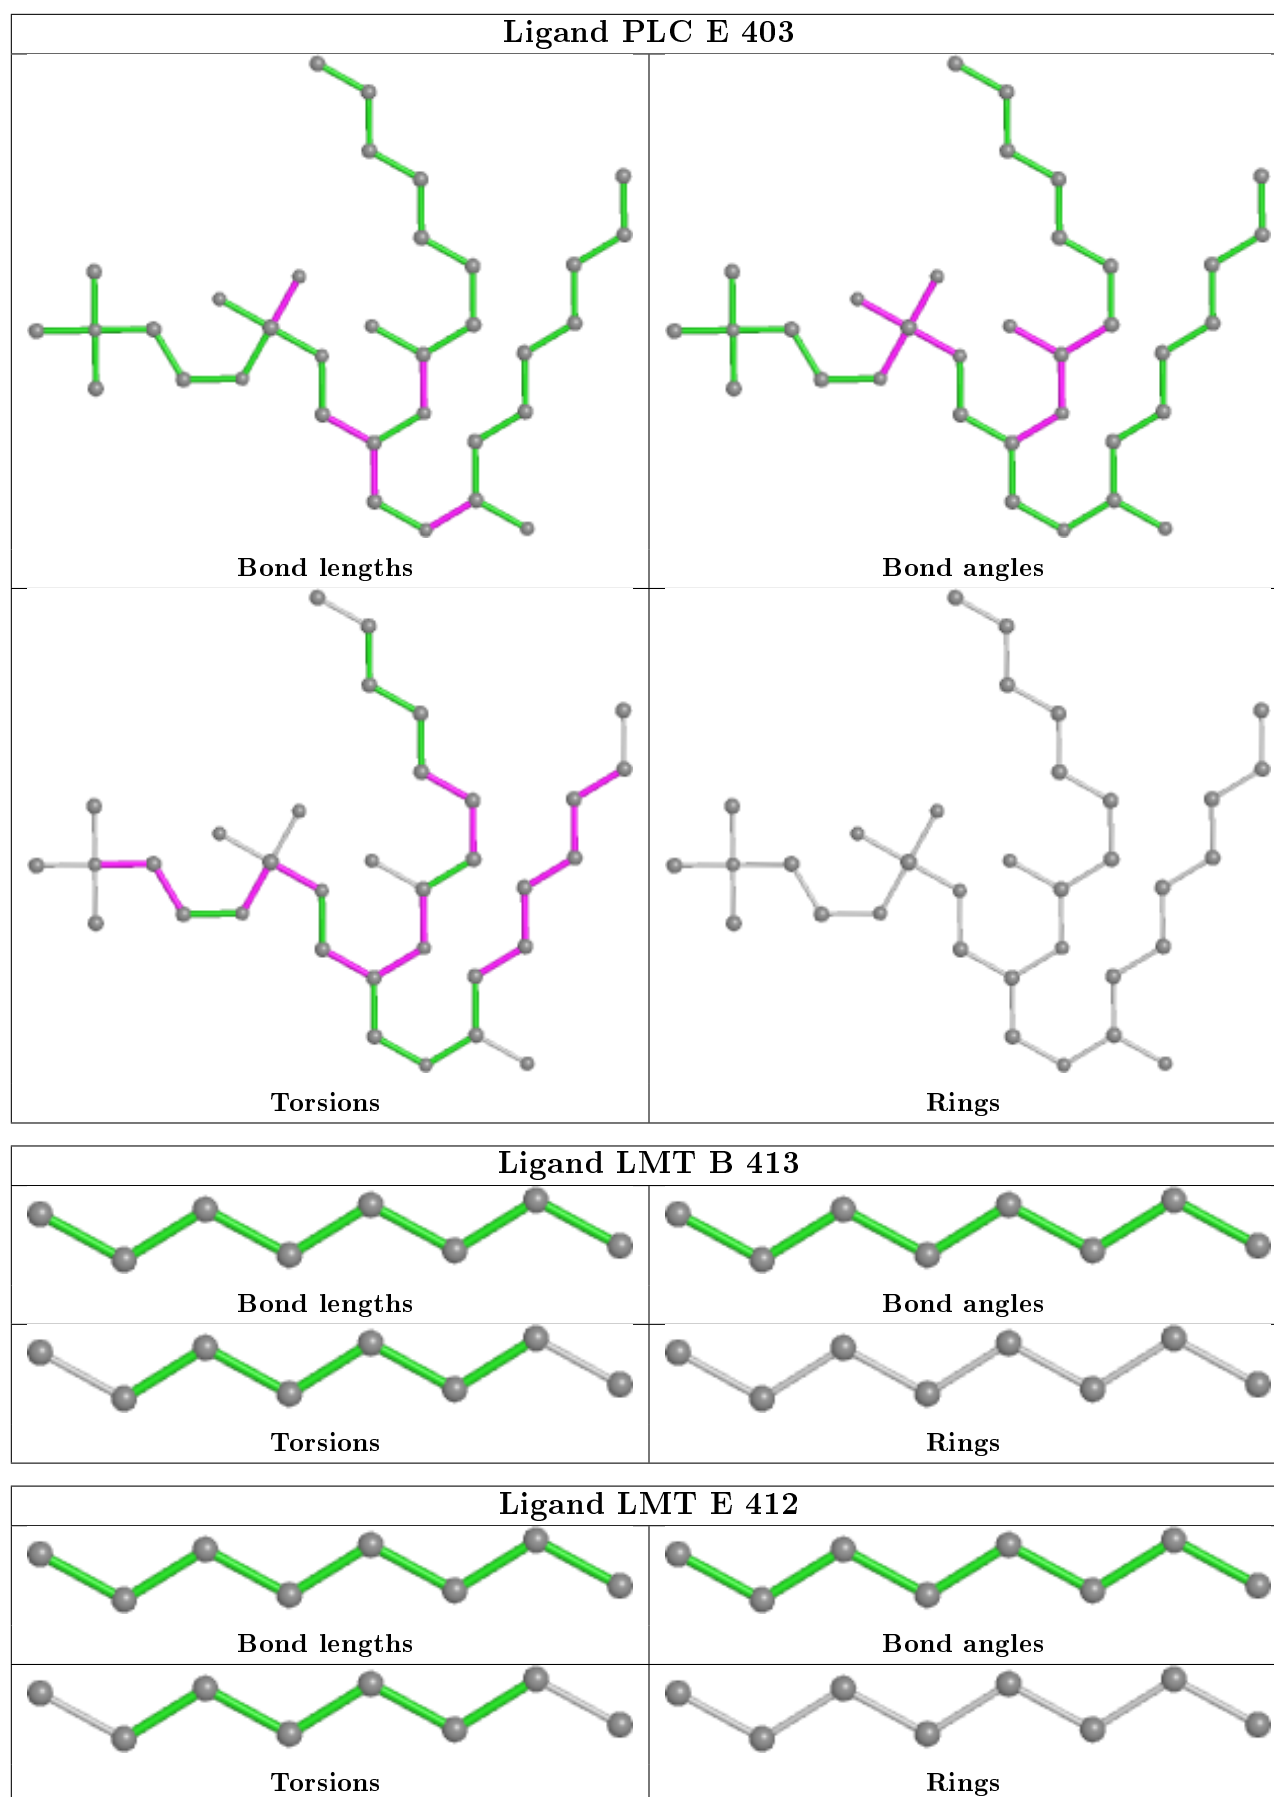 Ligand PLC E 403
Bond lengths
Bond angles
Torsions
Rings
Ligand LMT B 413
Bond lengths
Bond angles
Torsions
Rings
Ligand LMT E 412
Bond lengths
Bond angles
Torsions
Rings